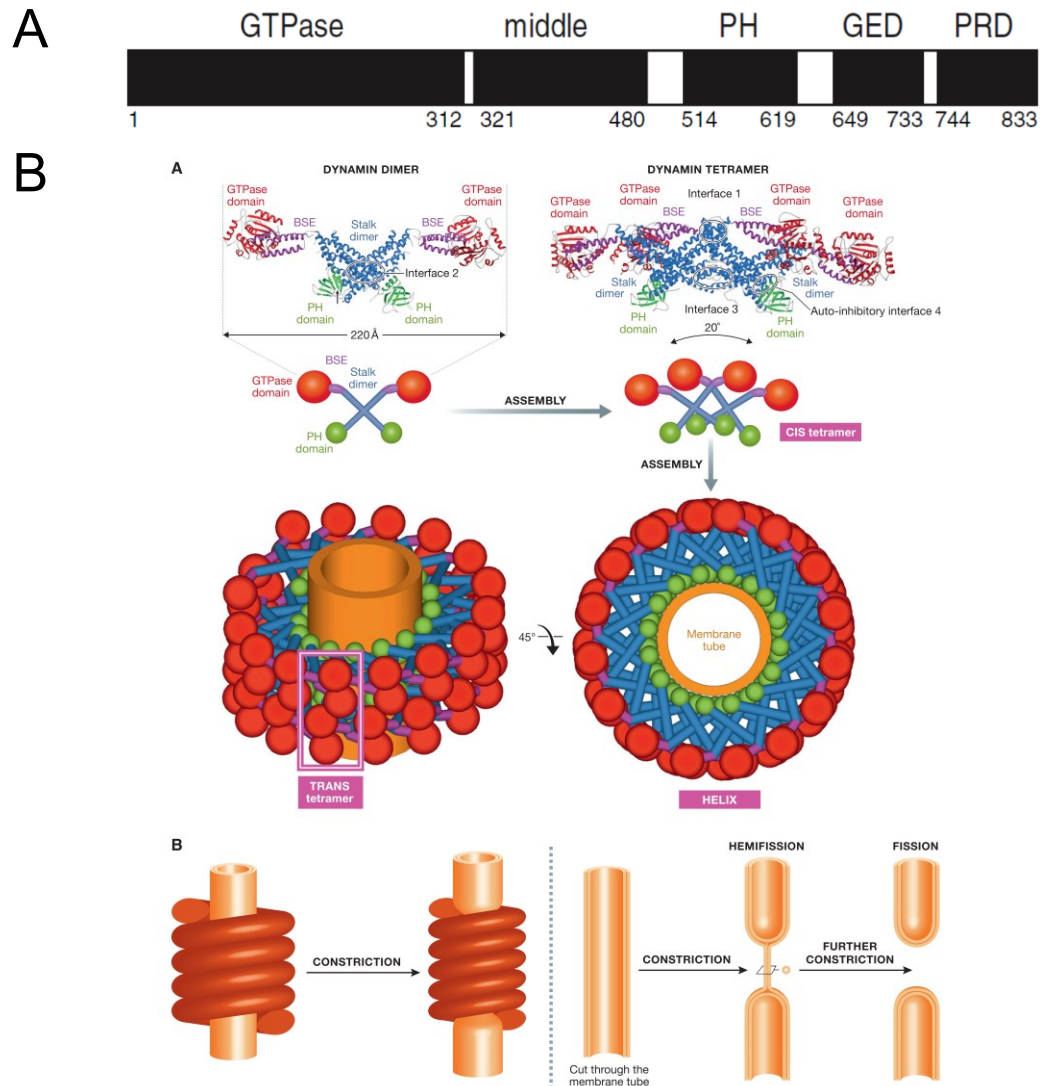 A
GTPase middle PH GED PRD
1 312 321 480 514 619 649 733 744 833
B
A
DYNAMIN DIMER
GTPase
domain
BSE
Stalk
dimer
BSE
GTPase
domain
Interface 2
PH
domain
PH
domain
220 Å
DYNAMIN TETRAMER
GTPase
domain
GTPase
domain
Interface 1
GTPase
domain
GTPase
domain
BSE
BSE
Stalk
dimer
Stalk
dimer
PH
domain
Interface 3
PH
domain
Auto-inhibitory interface 4
20°
GTPase
domain
BSE
Stalk
dimer
PH
domain
ASSEMBLY
CIS tetramer
ASSEMBLY
45°
Membrane
tube
TRANS
tetramer
HELIX
B
CONSTRICTION
Cut through the
membrane tube
CONSTRICTION
HEMIFISSION
FURTHER
CONSTRICTION
FISSION